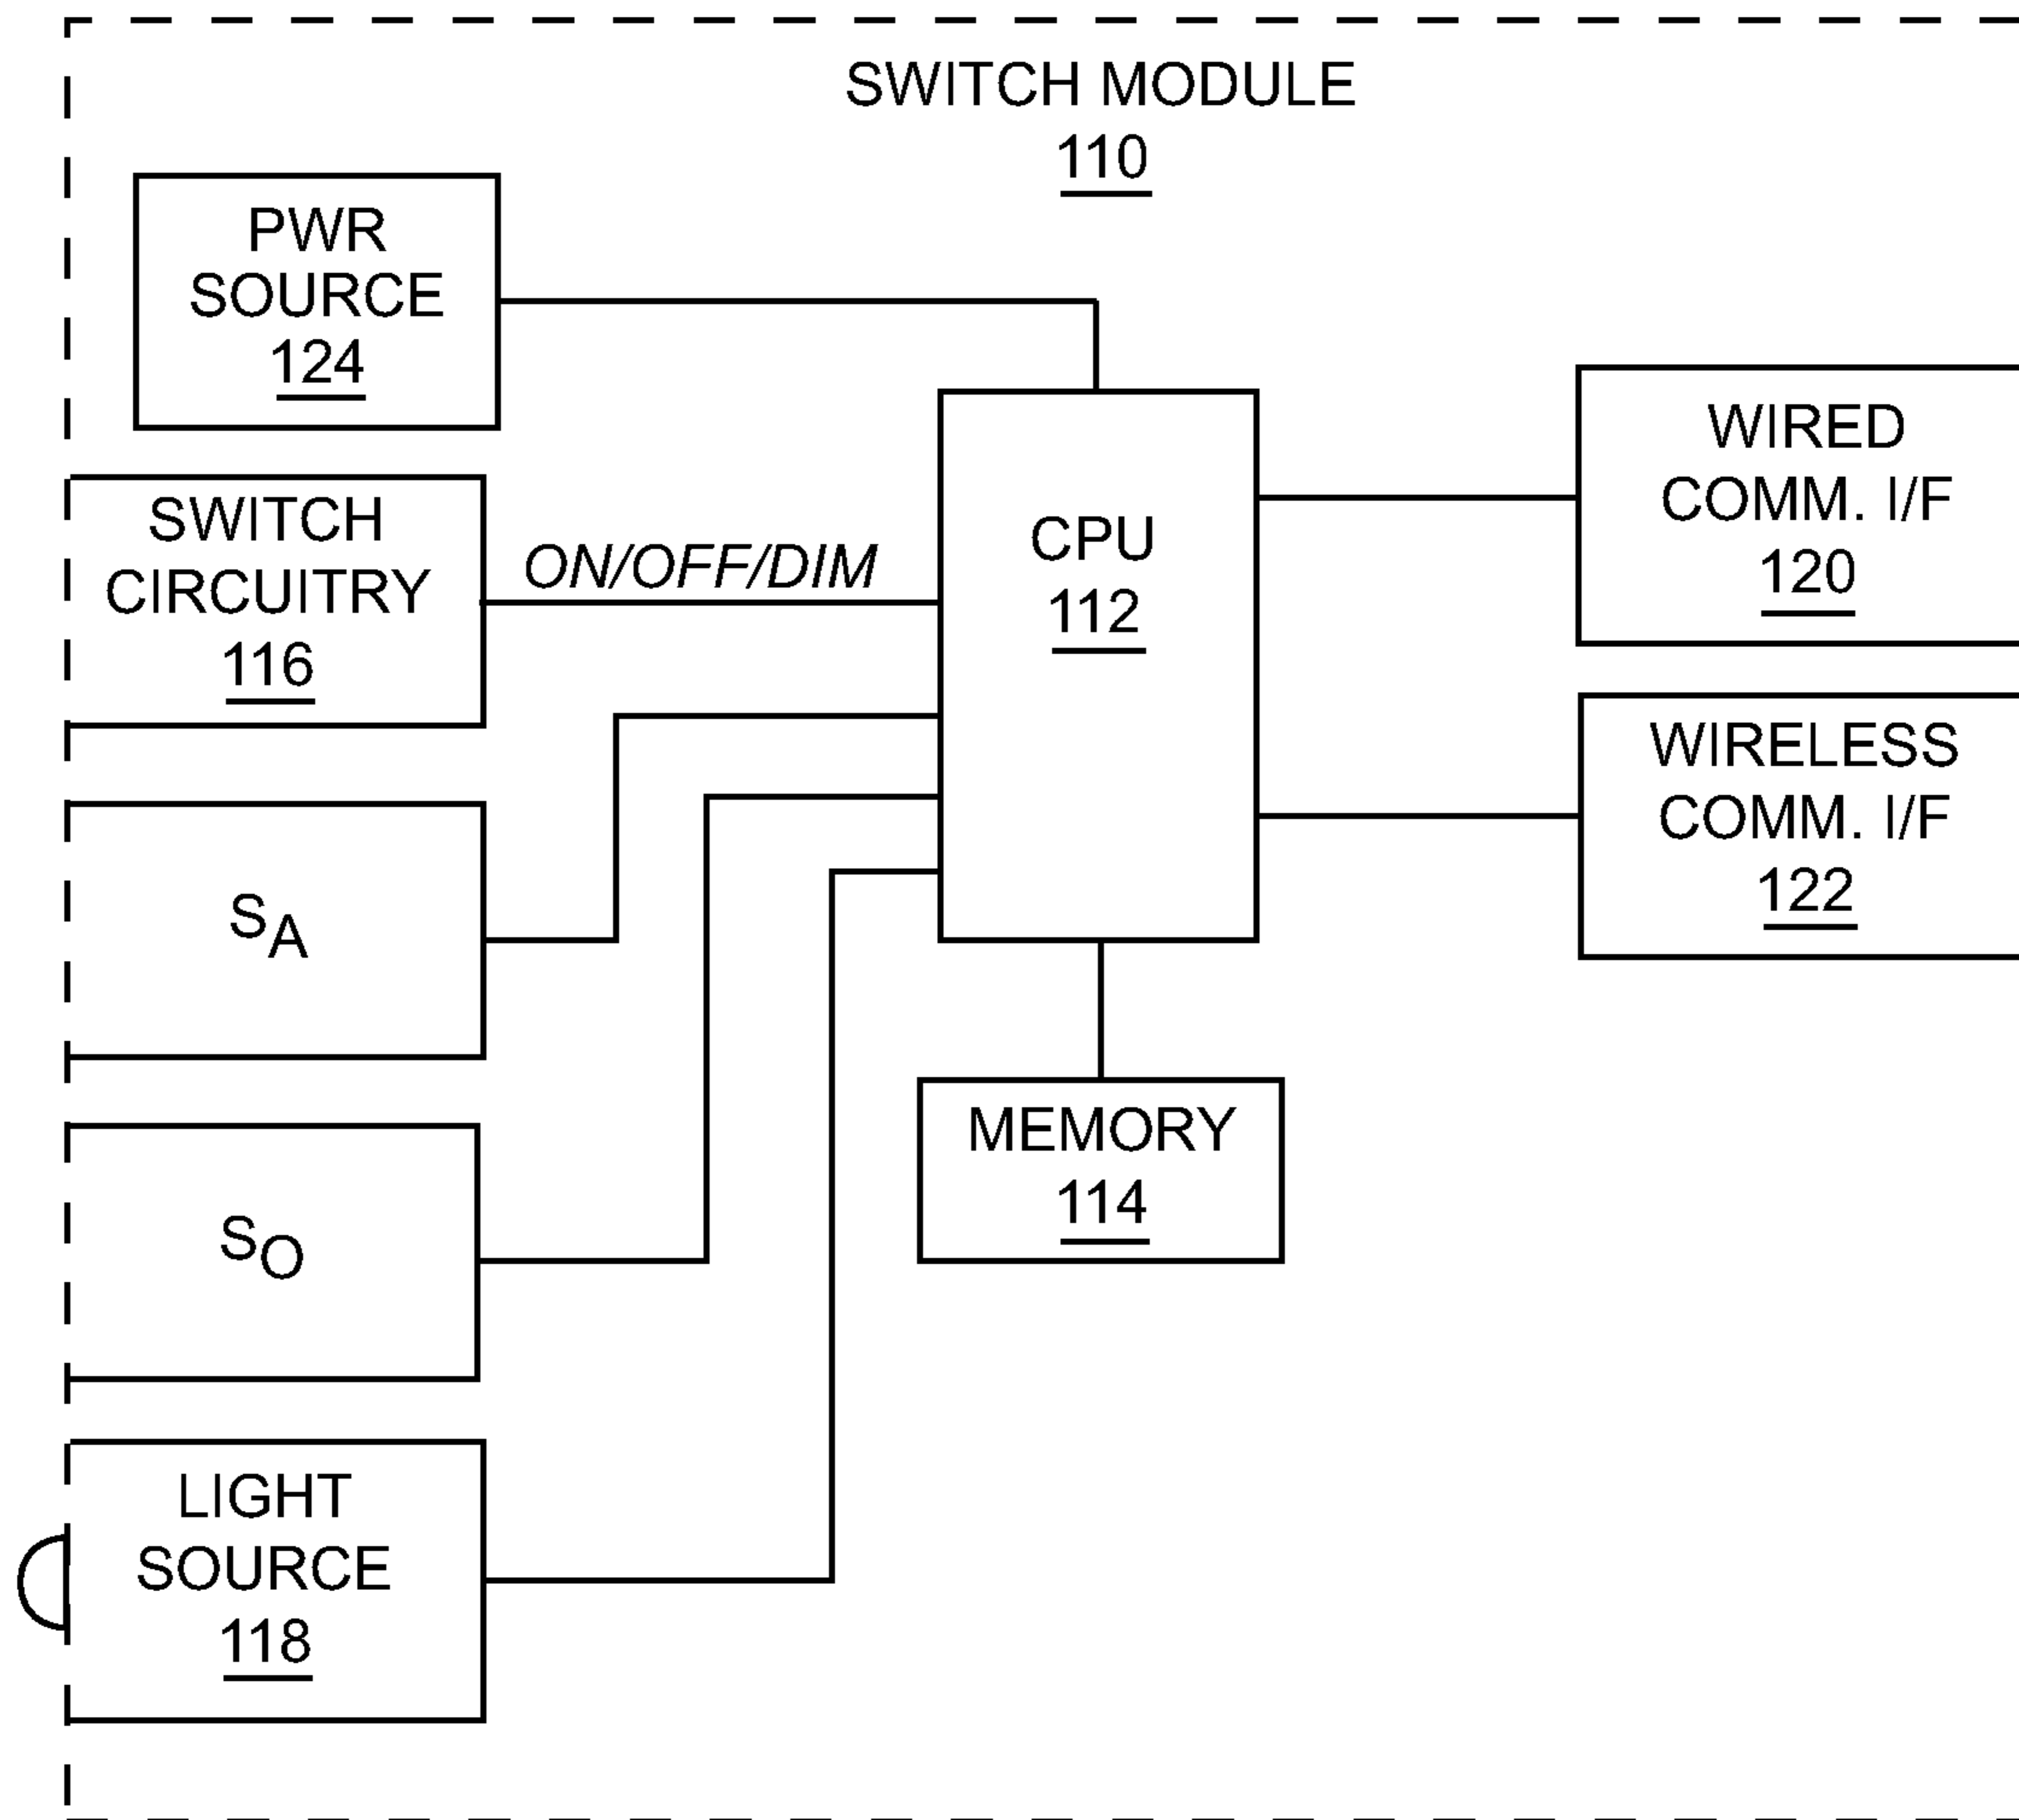 SWITCH MODULE
110
PWR
SOURCE
124
SWITCH
CIRCUITRY
116
ON/OFF/DIM
CPU
112
WIRED
COMM. I/F
120
WIRELESS
COMM. I/F
122
SA
SO
MEMORY
114
LIGHT
SOURCE
118